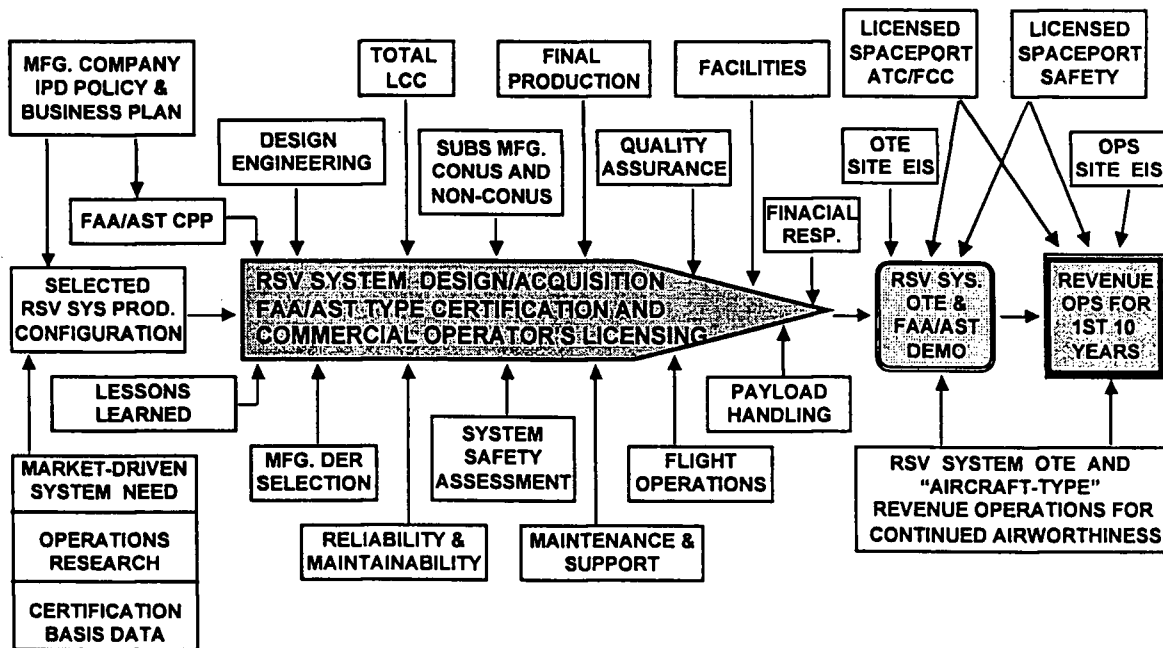 MFG. COMPANY
IPD POLICY &
BUSINESS PLAN
TOTAL
LCC
FINAL
PRODUCTION
FACILITIES
LICENSED
SPACEPORT
ATC/FCC
LICENSED
SPACEPORT
SAFETY
DESIGN
ENGINEERING
SUBS MFG.
CONUS AND
NON-CONUS
QUALITY
ASSURANCE
OTE
SITE EIS
OPS
SITE EIS
FAA/AST CPP
FINACIAL
RESP.
SELECTED
RSV SYS PROD.
CONFIGURATION
RSV SYSTEM DESIGN/ACQUISITION
FAA/AST TYPE CERTIFICATION AND
COMMERCIAL OPERATOR'S LICENSING
RSV SYS.
OTE &
FAA/AST
DEMO
REVENUE
OPS FOR
1ST 10
YEARS
LESSONS
LEARNED
PAYLOAD
HANDLING
MFG. DER
SELECTION
SYSTEM
SAFETY
ASSESSMENT
FLIGHT
OPERATIONS
MARKET-DRIVEN
SYSTEM NEED
OPERATIONS
RESEARCH
CERTIFICATION
BASIS DATA
RELIABILITY &
MAINTAINABILITY
MAINTENANCE &
SUPPORT
RSV SYSTEM OTE AND
"AIRCRAFT-TYPE"
REVENUE OPERATIONS FOR
CONTINUED AIRWORTHINESS